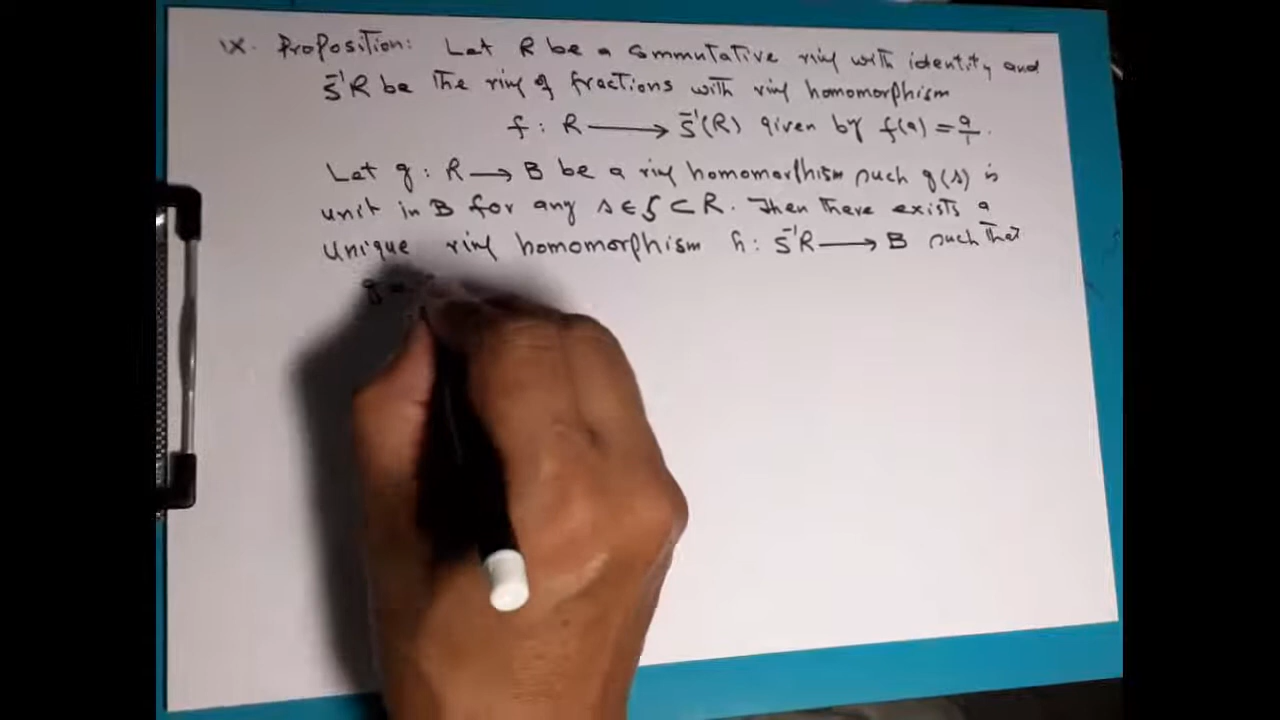 IX. Proposition: Let R be a commutative ring with identity and
S⁻¹R be the ring of fractions with ring homomorphism
f : R ⟶ S⁻¹(R) given by f(a) = a/1.
Let g : R ⟶ B be a ring homomorphism such g(s) is
unit in B for any s ∈ S ⊂ R. Then there exists a
unique ring homomorphism h : S⁻¹R ⟶ B such that
g =